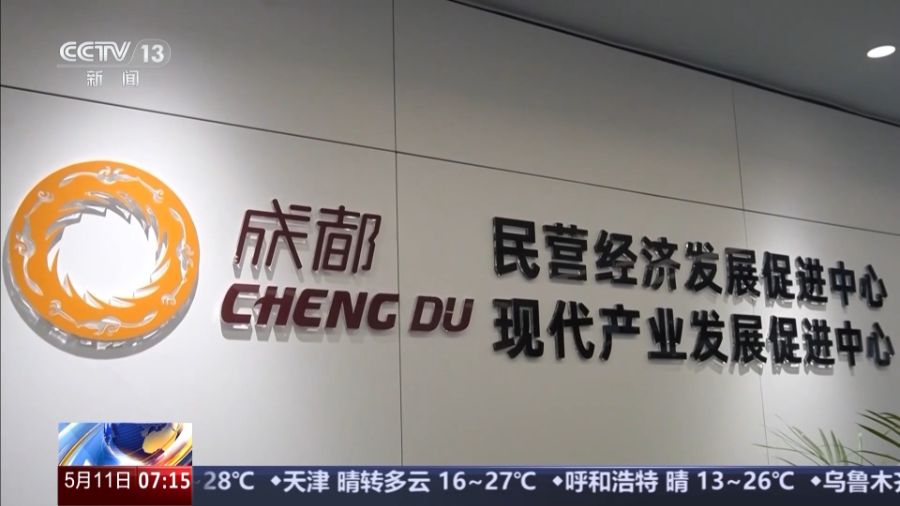 CCTV 13
新闻
成都
CHENG DU
民营经济发展促进中心
现代产业发展促进中心
5月11日 07:15
28℃ •天津 晴转多云 16~27℃ •呼和浩特 晴 13~26℃ •乌鲁木